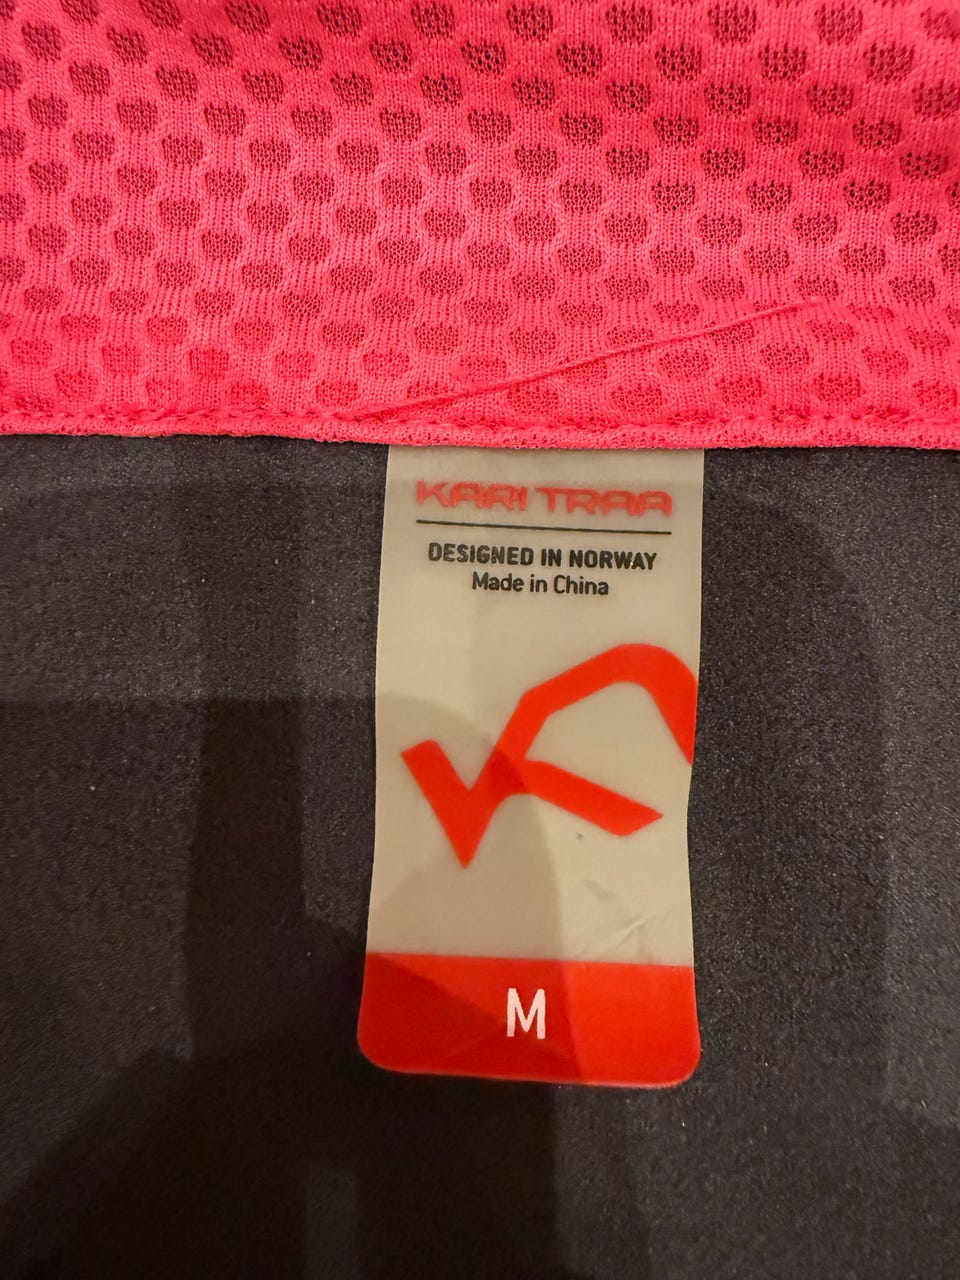 KARI TRAA
DESIGNED IN NORWAY
Made in China
M